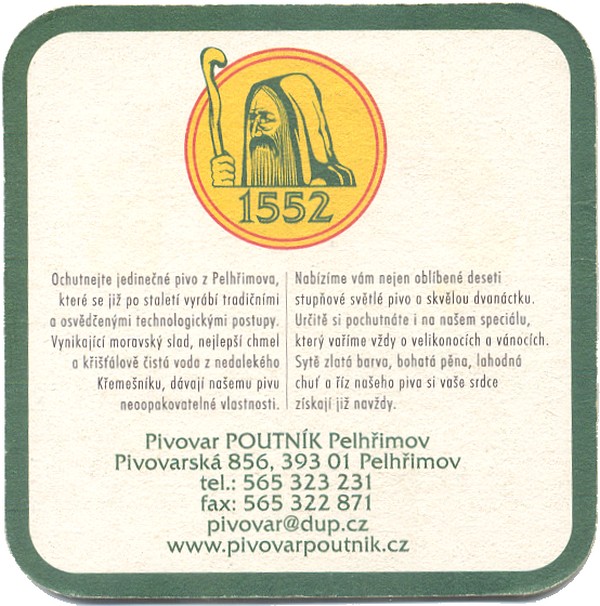 1552
Ochutnejte jedinečné pivo z Pelhřimova,
které se již po staletí vyrábí tradičními
a osvědčenými technologickými postupy.
Vynikající moravský slad, nejlepší chmel
a křišťálově čistá voda z nedalekého
Křemešníku, dávají našemu pivu
neoopakovatelné vlastnosti.
Nabízíme vám nejen oblíbené deseti
stupňové světlé pivo a skvělou dvanáctku.
Určitě si pochutnáte i na našem speciálu,
který vaříme vždy o velikonocích a vánocích.
Sytě zlatá barva, bohatá pěna, lahodná
chuť a říz našeho piva si vaše srdce
získají již navždy.
Pivovar POUTNÍK Pelhřimov
Pivovarská 856, 393 01 Pelhřimov
tel.: 565 323 231
fax: 565 322 871
pivovar@dup.cz
www.pivovarpoutnik.cz